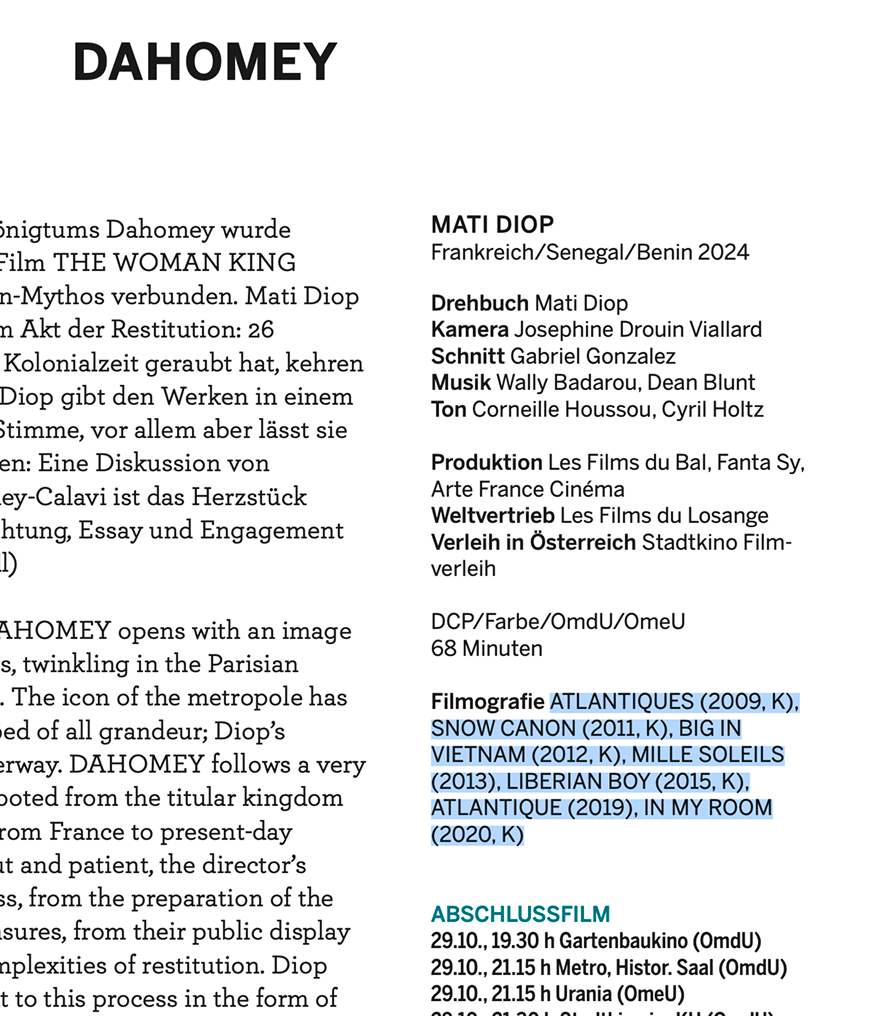 DAHOMEY
önigtums Dahomey wurde
Film THE WOMAN KING
n-Mythos verbunden. Mati Diop
m Akt der Restitution: 26
Kolonialzeit geraubt hat, kehren
Diop gibt den Werken in einem
Stimme, vor allem aber lässt sie
en: Eine Diskussion von
ey-Calavi ist das Herzstück
htung, Essay und Engagement
ll)
AHOMEY opens with an image
s, twinkling in the Parisian
. The icon of the metropole has
ped of all grandeur; Diop’s
erway. DAHOMEY follows a very
ooted from the titular kingdom
rom France to present-day
ut and patient, the director’s
ss, from the preparation of the
asures, from their public display
mplexities of restitution. Diop
t to this process in the form of
MATI DIOP
Frankreich/Senegal/Benin 2024
Drehbuch Mati Diop
Kamera Josephine Drouin Viallard
Schnitt Gabriel Gonzalez
Musik Wally Badarou, Dean Blunt
Ton Corneille Houssou, Cyril Holtz
Produktion Les Films du Bal, Fanta Sy,
Arte France Cinéma
Weltvertrieb Les Films du Losange
Verleih in Österreich Stadtkino Film-
verleih
DCP/Farbe/OmdU/OmeU
68 Minuten
Filmografie ATLANTIQUES (2009, K),
SNOW CANON (2011, K), BIG IN
VIETNAM (2012, K), MILLE SOLEILS
(2013), LIBERIAN BOY (2015, K),
ATLANTIQUE (2019), IN MY ROOM
(2020, K)
ABSCHLUSSFILM
29.10., 19.30 h Gartenbaukino (OmdU)
29.10., 21.15 h Metro, Histor. Saal (OmdU)
29.10., 21.15 h Urania (OmeU)